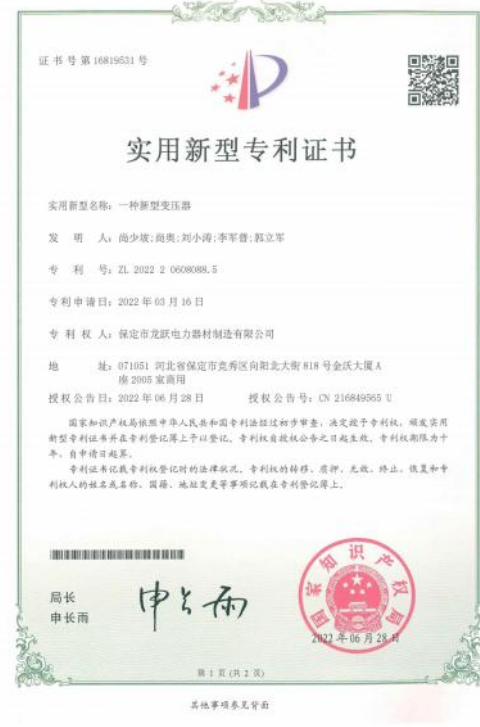 证书号第16819531号
实用新型专利证书
实用新型名称：一种新型变压器
发 明 人：尚少坡;尚奥;刘小涛;李军普;郭立军
专 利 号：ZL 2022 2 0608088.5
专利申请日：2022年03月16日
专 利 权 人：保定市龙跃电力器材制造有限公司
地 址：071051 河北省保定市竞秀区向阳北大街818号金沃大厦A
座2005室商用
授权公告日：2022年06月28日 授权公告号：CN 216849565 U
国家知识产权局依照中华人民共和国专利法经过初步审查，决定授予专利权，颁发实用
新型专利证书并在专利登记簿上予以登记。专利权自授权公告之日起生效。专利权期限为十
年，自申请日起算。
专利证书记载专利权登记时的法律状况。专利权的转移、质押、无效、终止、恢复和专
利权人的姓名或名称、国籍、地址变更等事项记载在专利登记簿上。
局长
申长雨
申长雨
国家知识产权局
2022年06月28日
第 1 页 (共 2 页)
其他事项参见背面